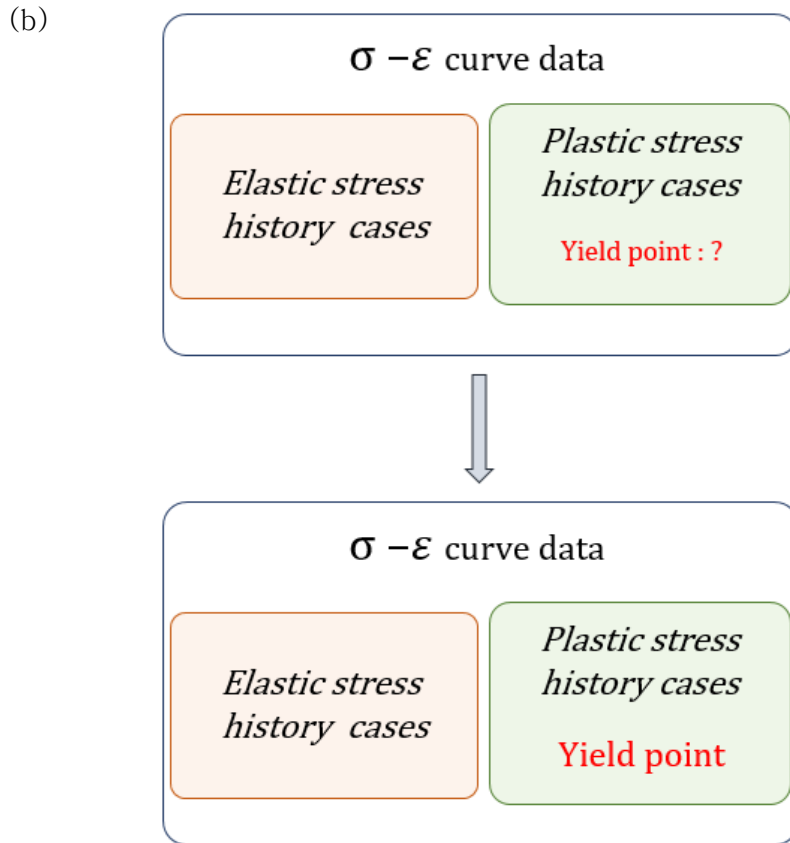 (b)
σ −ε curve data
Elastic stress
history cases
Plastic stress
history cases
Yield point : ?
σ −ε curve data
Elastic stress
history cases
Plastic stress
history cases
Yield point